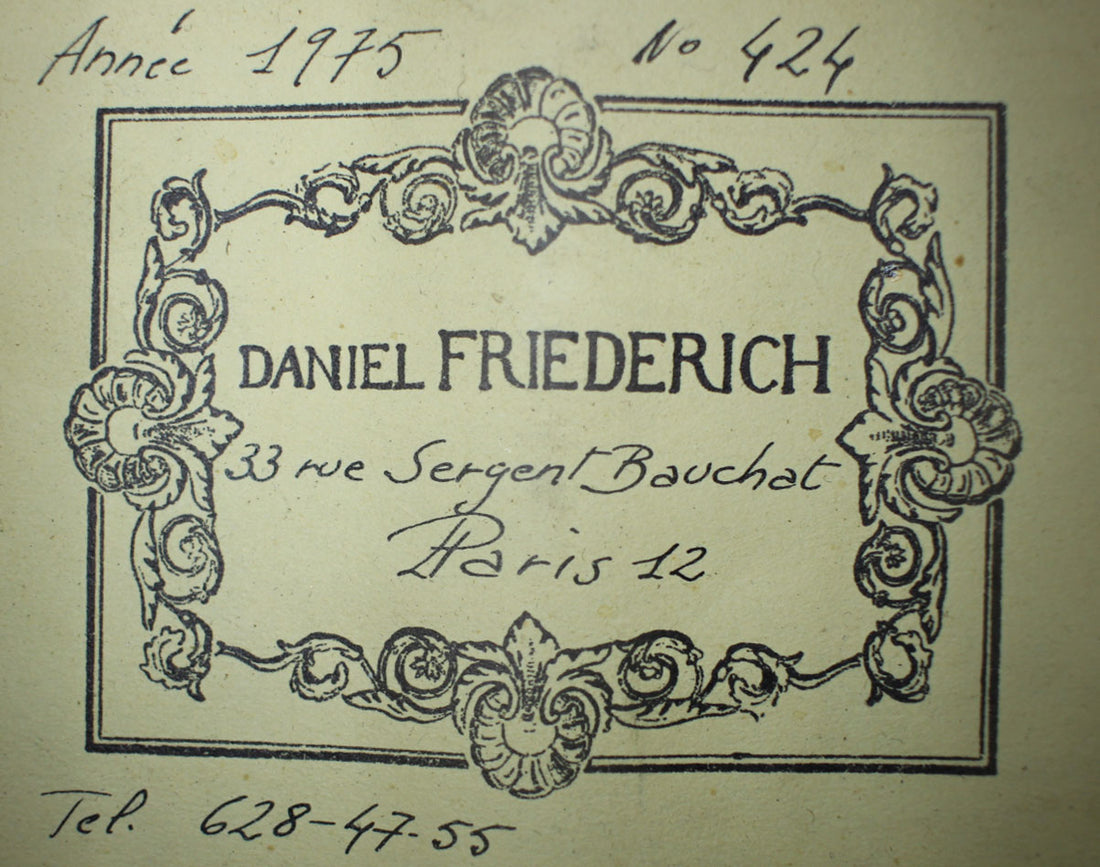 Année 1975 No 424
DANIEL FRIEDERICH
33 rue Sergent Bauchat
Paris 12
Tel. 628-47-55